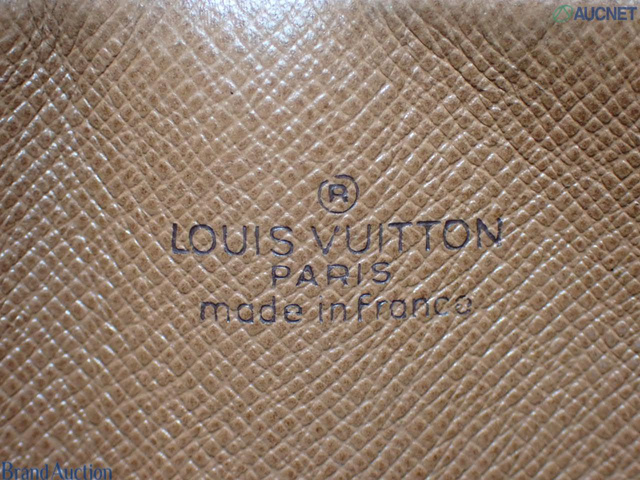 AUCNET
®
LOUIS VUITTON
PARIS
made in France
Brand Auction